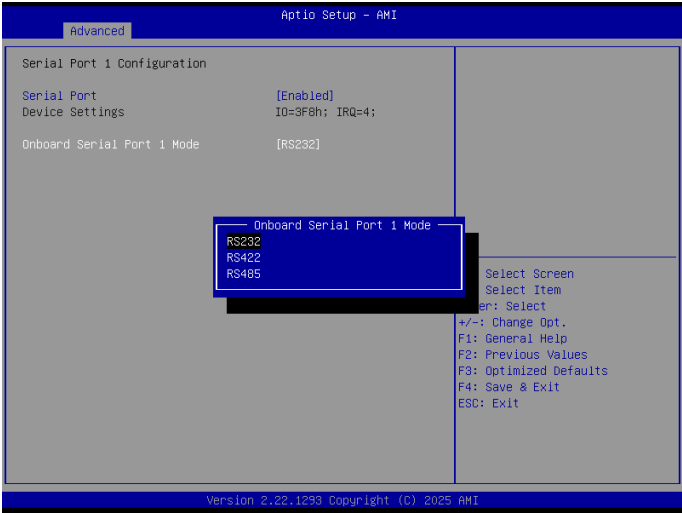 Aptio Setup – AMI
Advanced
Serial Port 1 Configuration
Serial Port [Enabled]
Device Settings IO=3F8h; IRQ=4;
Onboard Serial Port 1 Mode [RS232]
Onboard Serial Port 1 Mode
RS232
RS422
RS485
Select Screen
Select Item
er: Select
+/-: Change Opt.
F1: General Help
F2: Previous Values
F3: Optimized Defaults
F4: Save & Exit
ESC: Exit
Version 2.22.1293 Copyright (C) 2025 AMI